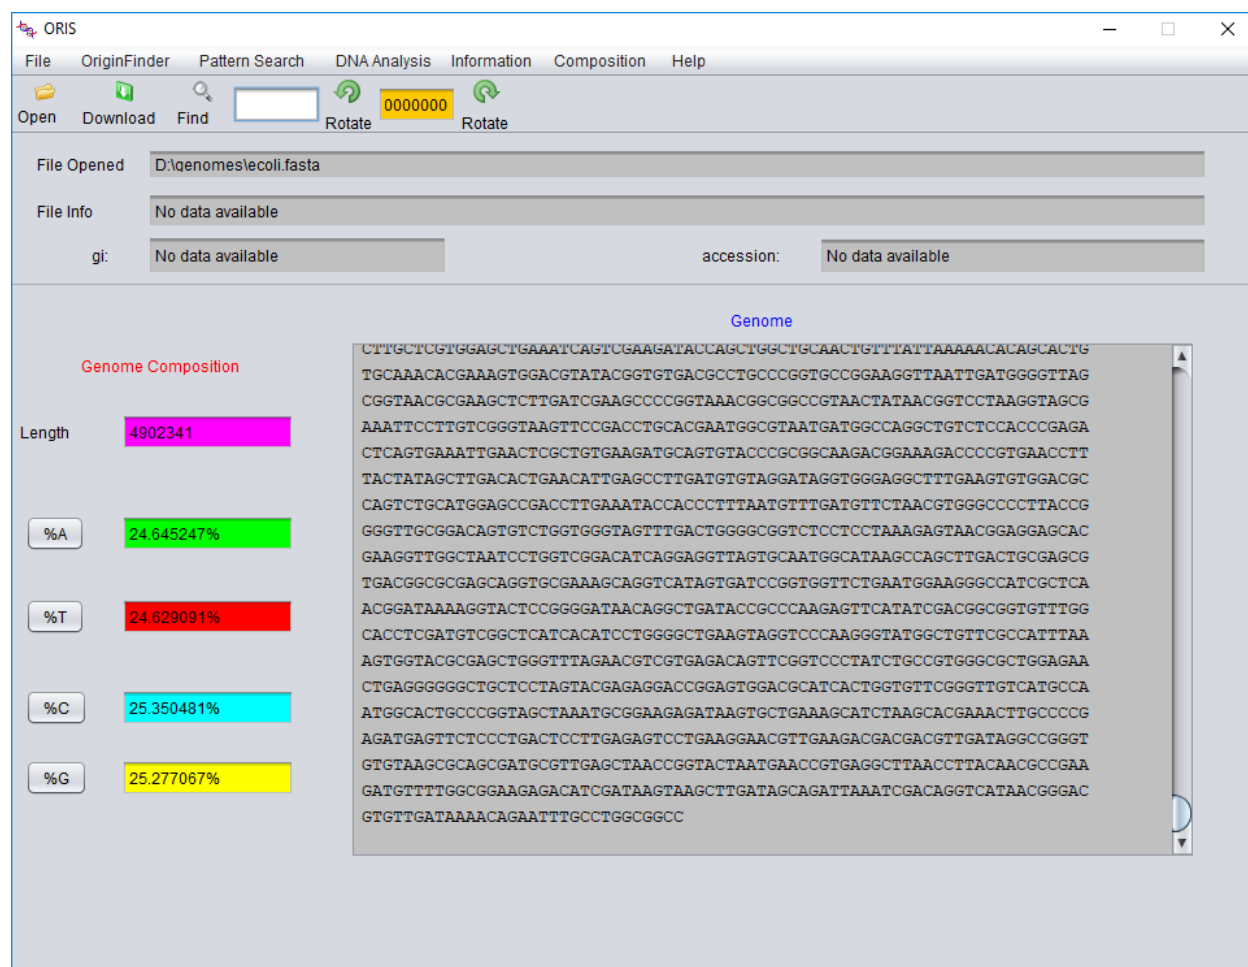 ORIS
File OriginFinder Pattern Search DNA Analysis Information Composition Help
Open Download Find Rotate 0000000 Rotate
File Opened D:\genomes\ecoli.fasta
File Info No data available
gi: No data available accession: No data available
Genome
Genome Composition
Length 4902341
%A 24.645247%
%T 24.629091%
%C 25.350481%
%G 25.277067%
CTTGCTCGTGGAGCTGAAATCAGTCGAAGATACCAGCTGGCTGCAACTGTTTATTAAAAACACAGCACTG
TGCAAACACGAAAGTGGACGTATACGGTGTGACGCCTGCCCGGTGCCGGAAGGTTAATTGATGGGGTTAG
CGGTAACGCGAAGCTCTTGATCGAAGCCCCGGTAAACGGCGGCCGTAACTATAACGGTCCTAAGGTAGCG
AAATTCCTTGTCGGGTAAGTTCCGACCTGCACGAATGGCGTAATGATGGCCAGGCTGTCTCCACCCGAGA
CTCAGTGAAATTGAACTCGCTGTGAAGATGCAGTGTACCCGCGGCAAGACGGAAAGACCCCGTGAACCTT
TACTATAGCTTGACACTGAACATTGAGCCTTGATGTGTAGGATAGGTGGGAGGCTTTGAAGTGTGGACGC
CAGTCTGCATGGAGCCGACCTTGAAATACCACCCTTTAATGTTTGATGTTCTAACGTGGGCCCCTTACCG
GGGTTGCGGACAGTGTCTGGTGGGTAGTTTGACTGGGGCGGTCTCCTCCTAAAGAGTAACGGAGGAGCAC
GAAGGTTGGCTAATCCTGGTCGGACATCAGGAGGTTAGTGCAATGGCATAAGCCAGCTTGACTGCGAGCG
TGACGGCGCGAGCAGGTGCGAAAGCAGGTCATAGTGATCCGGTGGTTCTGAATGGAAGGGCCATCGCTCA
ACGGATAAAAGGTACTCCGGGGATAACAGGCTGATACCGCCCAAGAGTTCATATCGACGGCGGTGTTTGG
CACCTCGATGTCGGCTCATCACATCCTGGGGCTGAAGTAGGTCCCAAGGGTATGGCTGTTCGCCATTTAA
AGTGGTACGCGAGCTGGGTTTAGAACGTCGTGAGACAGTTCGGTCCCTATCTGCCGTGGGCGCTGGAGAA
CTGAGGGGGGCTGCTCCTAGTACGAGAGGACCGGAGTGGACGCATCACTGGTGTTCGGGTTGTCATGCCA
ATGGCACTGCCCGGTAGCTAAATGCGGAAGAGATAAGTGCTGAAAGCATCTAAGCACGAAACTTGCCCCG
AGATGAGTTCTCCCTGACTCCTTGAGAGTCCTGAAGGAACGTTGAAGACGACGACGTTGATAGGCCGGGT
GTGTAAGCGCAGCGATGCGTTGAGCTAACCGGTACTAATGAACCGTGAGGCTTAACCTTACAACGCCGAA
GATGTTTTGGCGGAAGAGACATCGATAAGTAAGCTTGATAGCAGATTAAATCGACAGGTCATAACGGGAC
GTGTTGATAAAACAGAATTTGCCTGGCGGCC